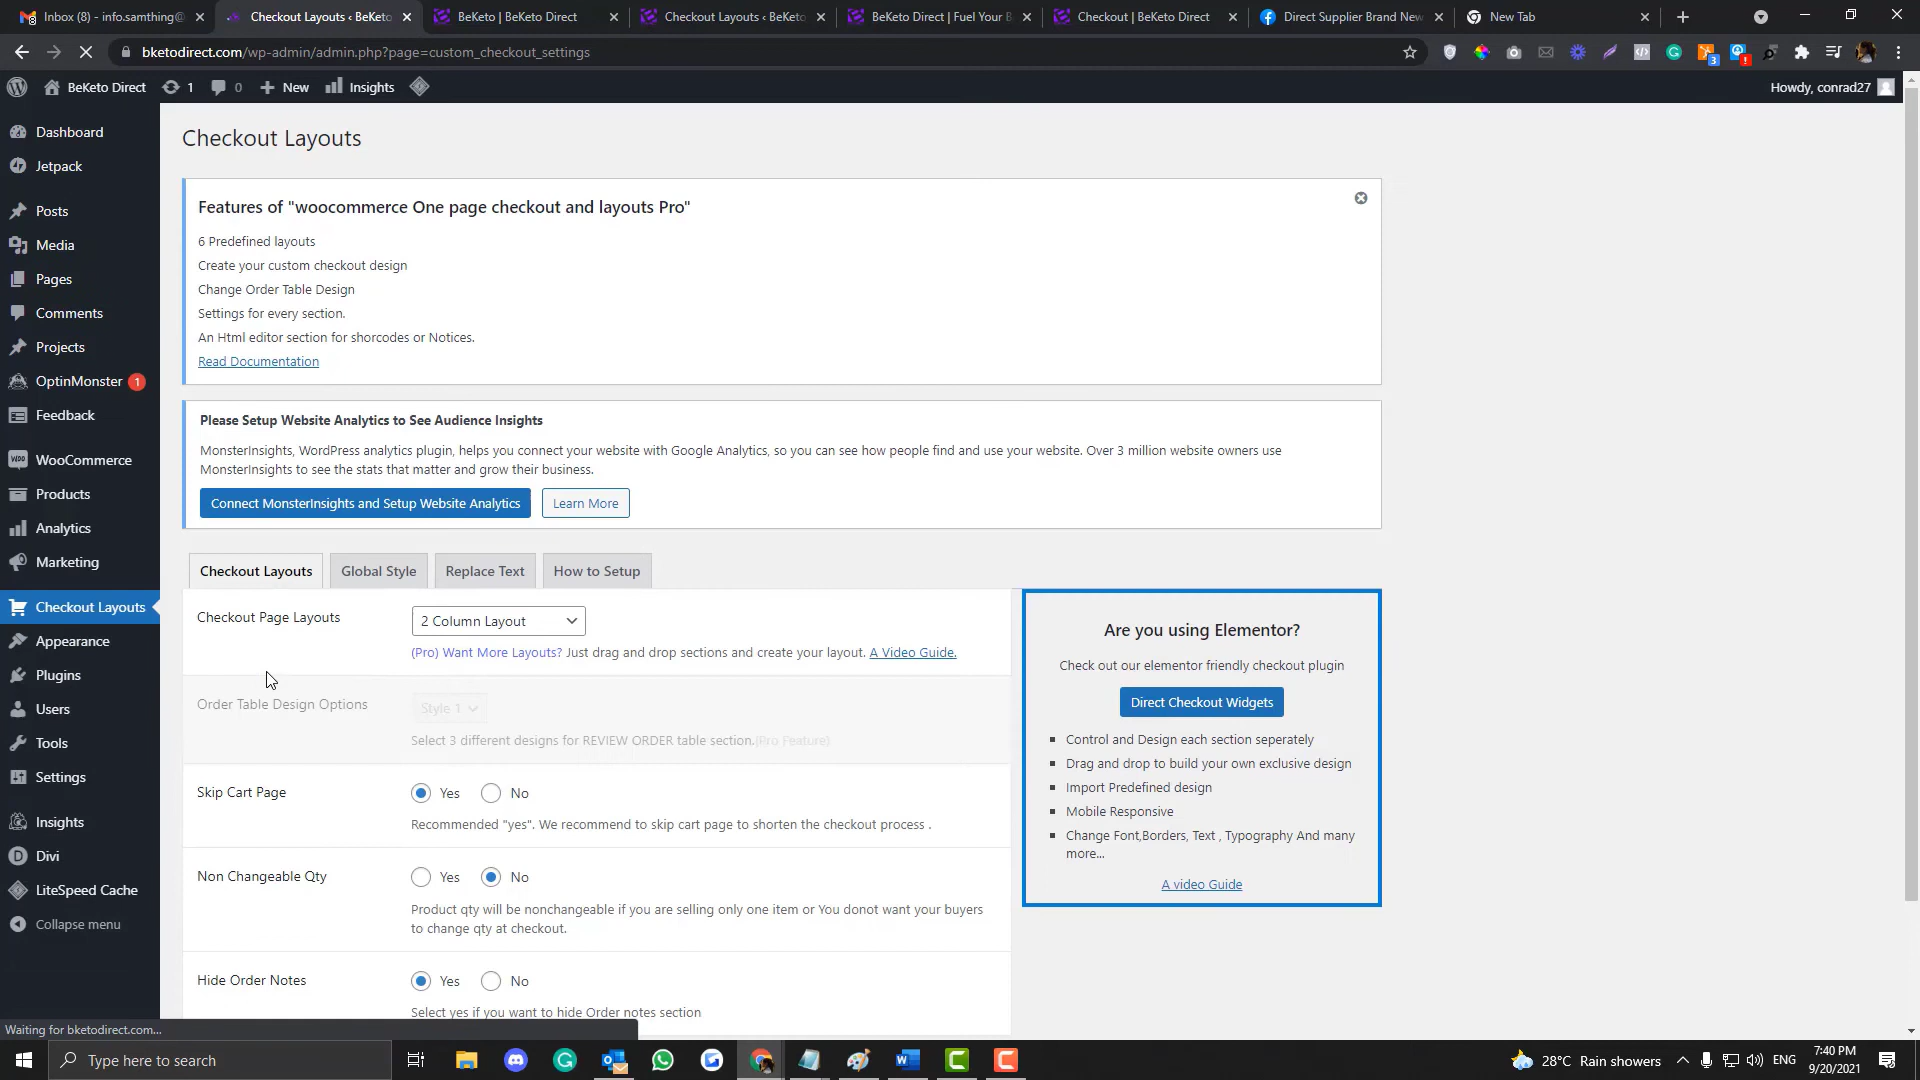 Inbox (8) - info.samthing@
Checkout Layouts ‹ BeKeto
BeKeto | BeKeto Direct
Checkout Layouts ‹ BeKeto
BeKeto Direct | Fuel Your B
Checkout | BeKeto Direct
Direct Supplier Brand New
New Tab
bketodirect.com/wp-admin/admin.php?page=custom_checkout_settings
3
BeKeto Direct
1
0
New
Insights
Howdy, conrad27
Dashboard
Jetpack
Posts
Media
Pages
Comments
Projects
OptinMonster 1
Feedback
WooCommerce
Products
Analytics
Marketing
Checkout Layouts
Appearance
Plugins
Users
Tools
Settings
Insights
Divi
LiteSpeed Cache
Collapse menu
Checkout Layouts
Features of "woocommerce One page checkout and layouts Pro"
6 Predefined layouts
Create your custom checkout design
Change Order Table Design
Settings for every section.
An Html editor section for shorcodes or Notices.
Read Documentation
Please Setup Website Analytics to See Audience Insights
MonsterInsights, WordPress analytics plugin, helps you connect your website with Google Analytics, so you can see how people find and use your website. Over 3 million website owners use
MonsterInsights to see the stats that matter and grow their business.
Connect MonsterInsights and Setup Website Analytics
Learn More
Checkout Layouts
Global Style
Replace Text
How to Setup
Checkout Page Layouts
2 Column Layout
(Pro) Want More Layouts? Just drag and drop sections and create your layout. A Video Guide.
Order Table Design Options
Style 1
Select 3 different designs for REVIEW ORDER table section.(Pro Feature)
Skip Cart Page
Yes
No
Recommended "yes". We recommend to skip cart page to shorten the checkout process .
Non Changeable Qty
Yes
No
Product qty will be nonchangeable if you are selling only one item or You donot want your buyers
to change qty at checkout.
Hide Order Notes
Yes
No
Select yes if you want to hide Order notes section
Are you using Elementor?
Check out our elementor friendly checkout plugin
Direct Checkout Widgets
Control and Design each section seperately
Drag and drop to build your own exclusive design
Import Predefined design
Mobile Responsive
Change Font,Borders, Text , Typography And many
more...
A video Guide
Waiting for bketodirect.com...
Type here to search
28°C Rain showers
ENG
7:40 PM
9/20/2021